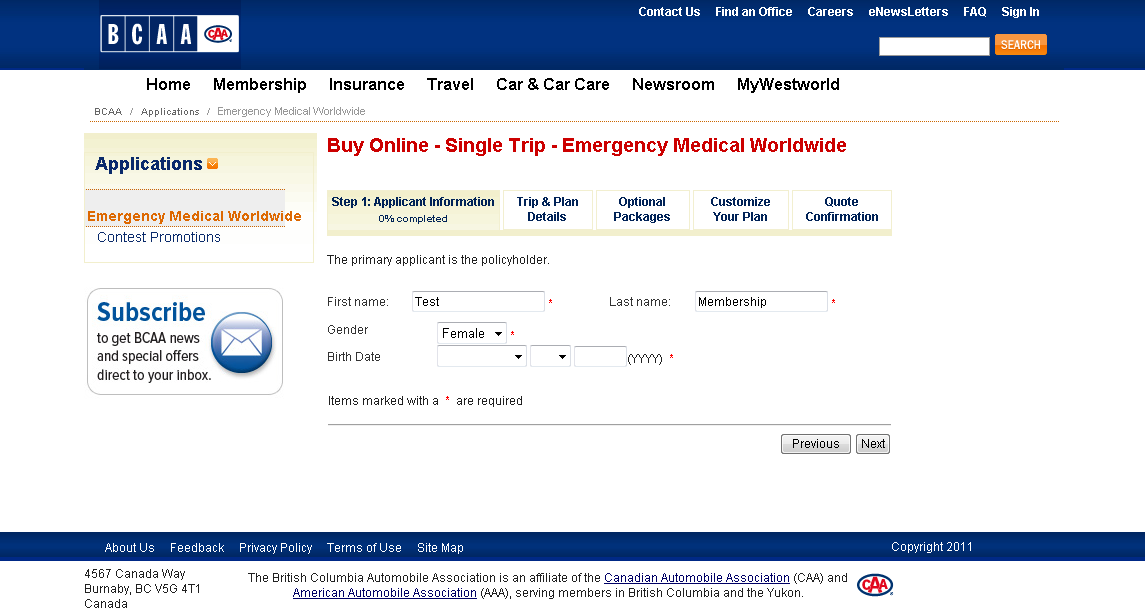 Contact Us Find an Office Careers eNewsLetters FAQ Sign In
BCAA CAA
SEARCH
Home Membership Insurance Travel Car & Car Care Newsroom MyWestworld
BCAA / Applications / Emergency Medical Worldwide
Applications
Emergency Medical Worldwide
Contest Promotions
Subscribe
to get BCAA news
and special offers
direct to your inbox.
Buy Online - Single Trip - Emergency Medical Worldwide
Step 1: Applicant Information
0% completed
Trip & Plan
Details
Optional
Packages
Customize
Your Plan
Quote
Confirmation
The primary applicant is the policyholder.
First name: Test * Last name: Membership *
Gender Female *
Birth Date (YYYY) *
Items marked with a * are required
Previous Next
About Us Feedback Privacy Policy Terms of Use Site Map Copyright 2011
4567 Canada Way
Burnaby, BC V5G 4T1
Canada
The British Columbia Automobile Association is an affiliate of the Canadian Automobile Association (CAA) and
American Automobile Association (AAA), serving members in British Columbia and the Yukon.
CAA